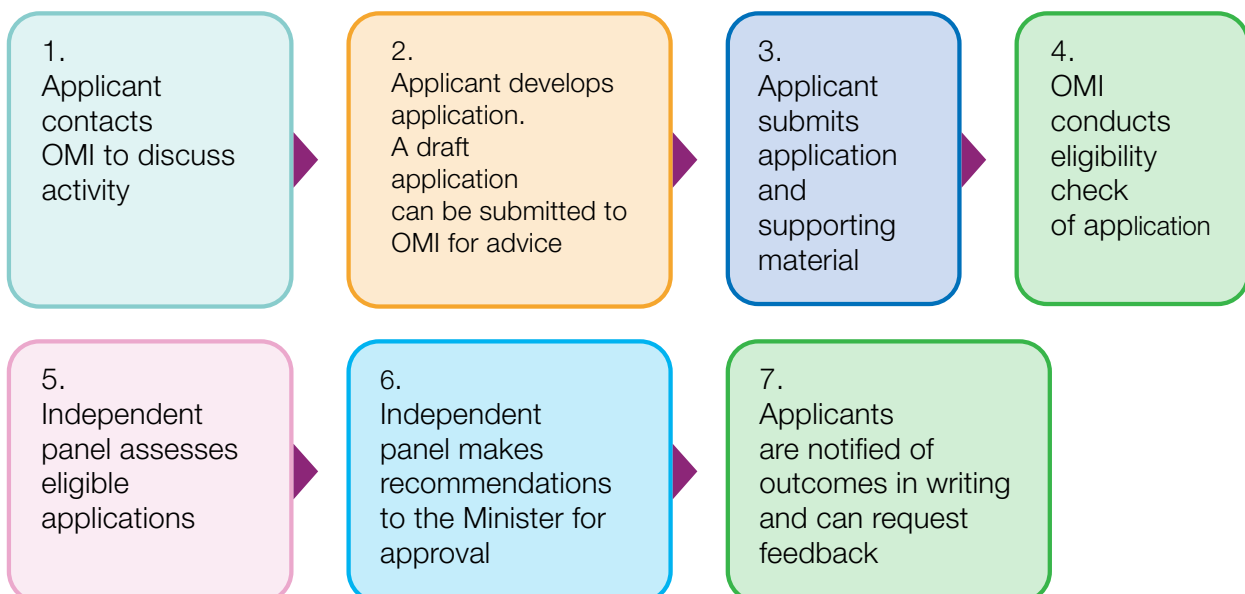 1.
Applicant
contacts
OMI to discuss
activity
2.
Applicant develops
application.
A draft
application
can be submitted to
OMI for advice
3.
Applicant
submits
application
and
supporting
material
4.
OMI
conducts
eligibility
check
of application
5.
Independent
panel assesses
eligible
applications
6.
Independent
panel makes
recommendations
to the Minister for
approval
7.
Applicants
are notified of
outcomes in writing
and can request
feedback